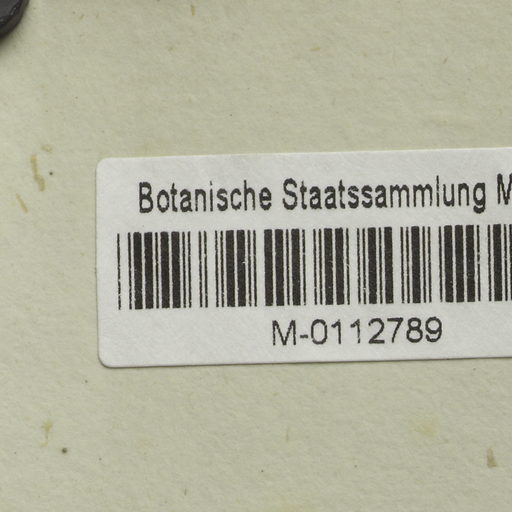 Botanische Staatssammlung M
M-0112789